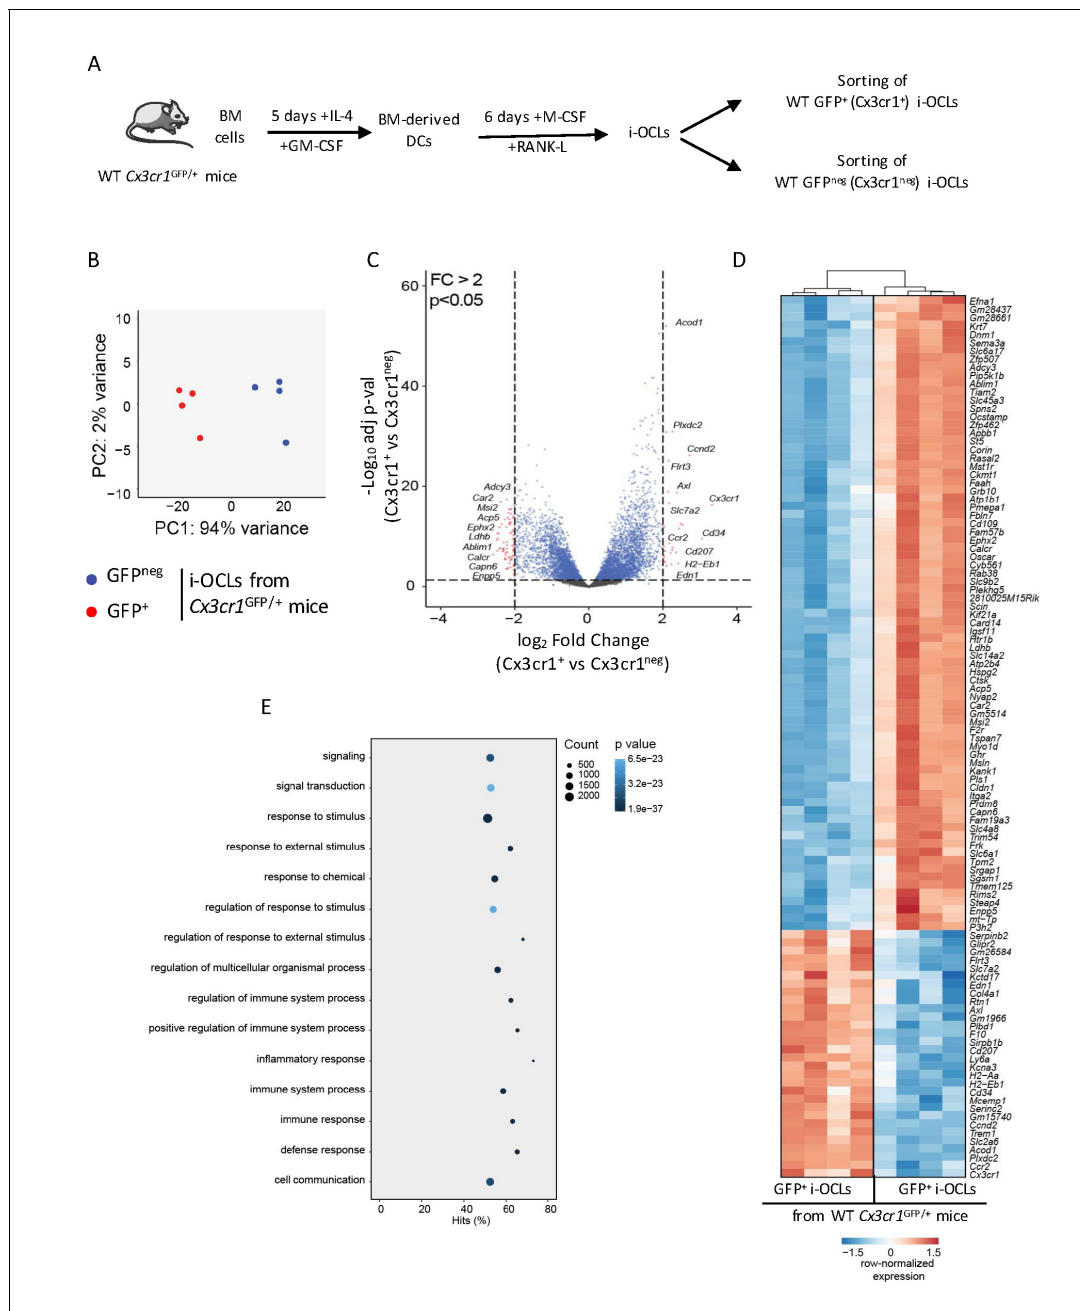 A
BM
cells
5 days +IL-4
+GM-CSF
BM-derived
DCs
6 days +M-CSF
+RANK-L
i-OCLs
Sorting of
WT GFP⁺ (Cx3cr1⁺) i-OCLs
Sorting of
WT GFPⁿᵉᵍ (Cx3cr1ⁿᵉᵍ) i-OCLs
WT Cx3cr1ᴳᶠᴾ/⁺ mice
B
10
5
0
−5
−10
PC2: 2% variance
−20
0
20
PC1: 94% variance
GFPⁿᵉᵍ
GFP⁺
i-OCLs from
Cx3cr1ᴳᶠᴾ/⁺ mice
C
FC > 2
p<0.05
60
40
20
0
-Log₁₀ adj p-val
(Cx3cr1⁺ vs Cx3cr1ⁿᵉᵍ)
Acod1
Plxdc2
Ccnd2
Flrt3
Axl
Cx3cr1
Slc7a2
Cd34
Ccr2
Cd207
H2−Eb1
Edn1
Adcy3
Car2
Msi2
Acp5
Ephx2
Ldhb
Ablim1
Calcr
Capn6
Enpp5
−4
−2
0
2
4
log₂ Fold Change
(Cx3cr1⁺ vs Cx3cr1ⁿᵉᵍ)
D
Efna1
Gm28437
Gm28661
Krt7
Dnm1
Sema3a
Slc6a17
Zfp507
Adcy3
Pip5k1b
Ablim1
Tiam2
Slc45a3
Spns2
Ocstamp
Zfp462
Apbb1
St5
Corin
Rasal2
Mst1r
Ckmt1
Faah
Grb10
Atp1b1
Pmepa1
Fbln7
Cd109
Fam57b
Ephx2
Calcr
Oscar
Cyb561
Rab38
Slc9b2
Plekhg5
2810025M15Rik
Scin
Kif21a
Card14
Igsf11
Htr1b
Ldhb
Slc14a2
Atp2b4
Hspg2
Ctsk
Acp5
Nyap2
Car2
Gm5514
Msi2
F2r
Tspan7
Myo1d
Ghr
Msln
Kank1
Pls1
Cldn1
Itga2
Prdm8
Capn6
Fam19a3
Slc4a8
Trim54
Frk
Slc6a1
Tpm2
Srgap1
Sgsm1
Tmem125
Rims2
Steap4
Enpp5
mt−Tp
P3h2
Serpinb2
Glipr2
Gm26584
Flrt3
Slc7a2
Kctd17
Edn1
Col4a1
Rtn1
Axl
Gm1966
Plbd1
F10
Sirpb1b
Cd207
Ly6a
Kcna3
H2−Aa
H2−Eb1
Cd34
Mcemp1
Serinc2
Gm15740
Ccnd2
Trem1
Slc2a6
Acod1
Plxdc2
Ccr2
Cx3cr1
GFP⁺ i-OCLs
GFP⁺ i-OCLs
from WT Cx3cr1ᴳᶠᴾ/⁺ mice
−1.5
0
1.5
row−normalized
expression
E
signaling
signal transduction
response to stimulus
response to external stimulus
response to chemical
regulation of response to stimulus
regulation of response to external stimulus
regulation of multicellular organismal process
regulation of immune system process
positive regulation of immune system process
inflammatory response
immune system process
immune response
defense response
cell communication
0
20
40
60
80
Hits (%)
Count
500
1000
1500
2000
p value
6.5e−23
3.2e−23
1.9e−37